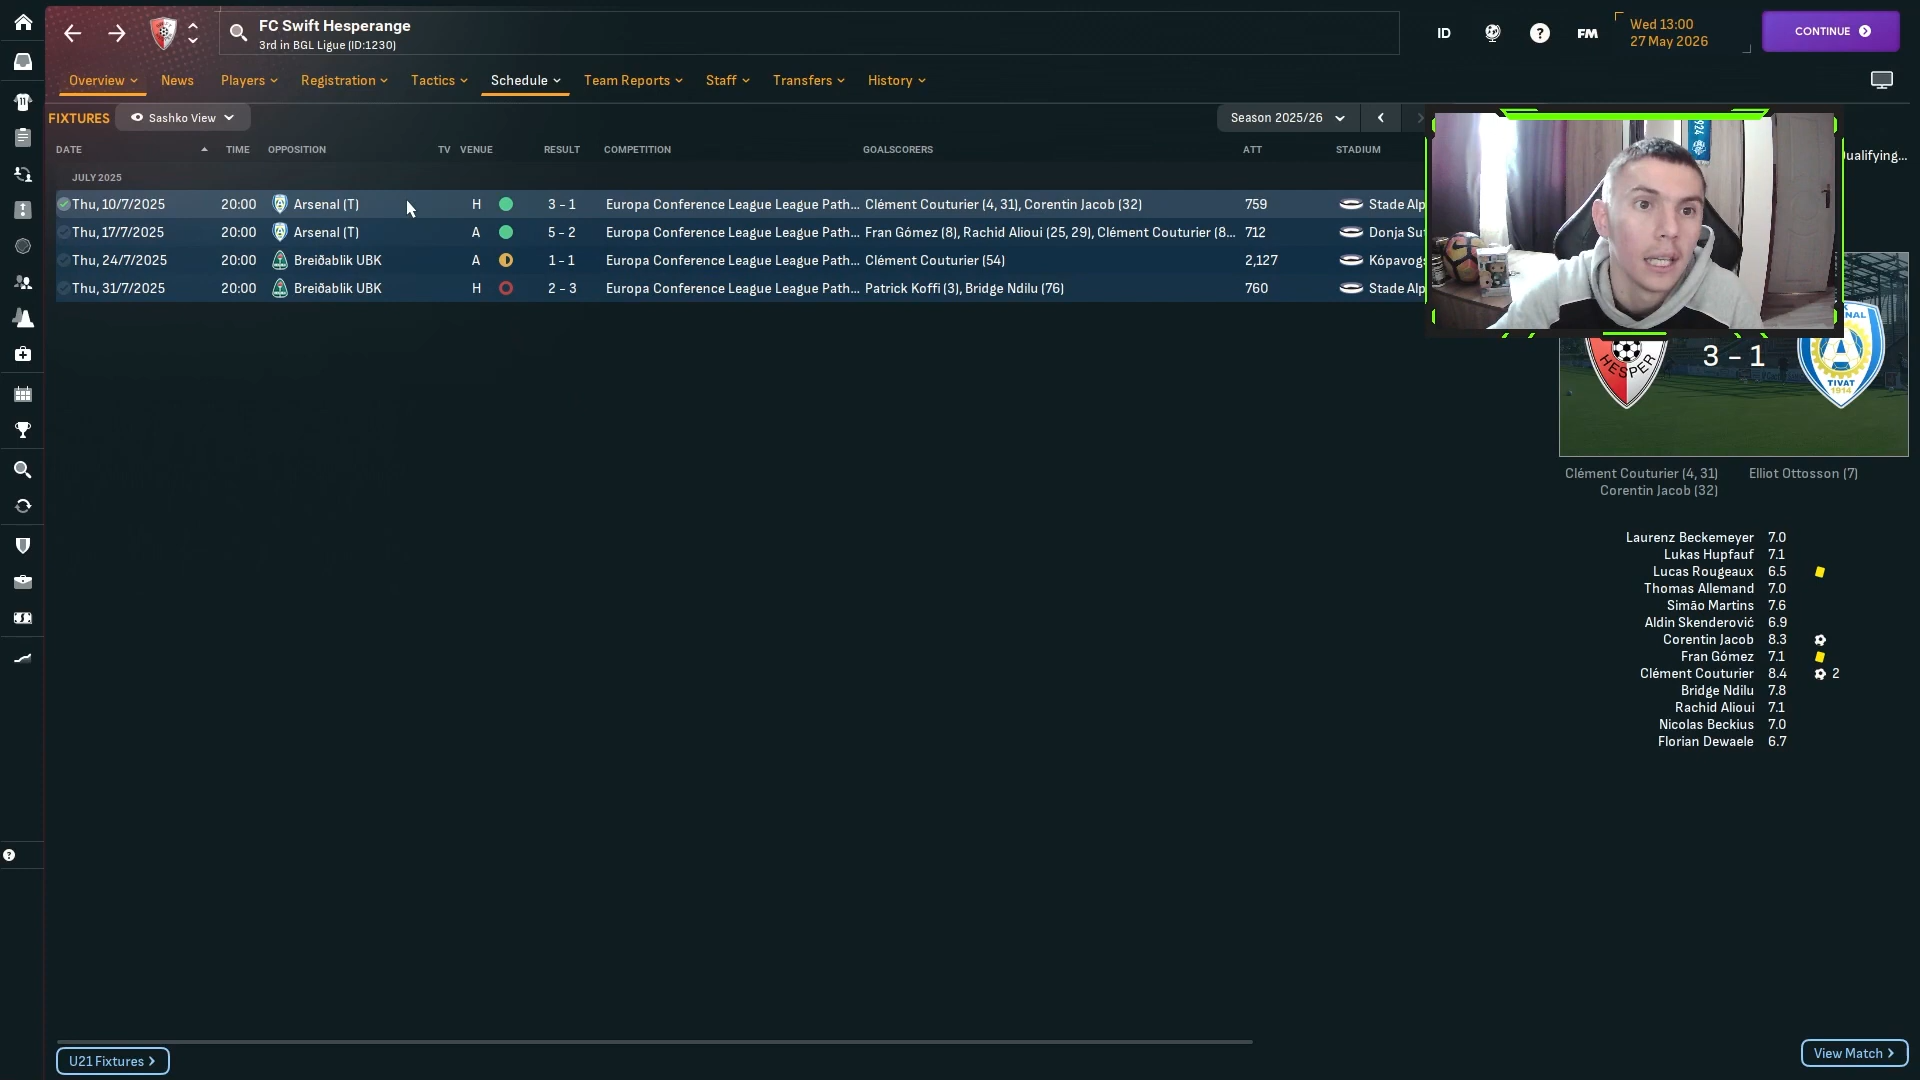 FC Swift Hesperange
3rd in BGL Ligue (ID:1230)
ID
FM
Wed 13:00
27 May 2026
CONTINUE
Overview
News
Players
Registration
Tactics
Schedule
Team Reports
Staff
Transfers
History
FIXTURES
Sashko View
Season 2025/26
DATE TIME OPPOSITION TV VENUE RESULT COMPETITION GOALSCORERS ATT STADIUM
JULY 2025
Thu, 10/7/2025 20:00 Arsenal (T) H 3 - 1 Europa Conference League League Path... Clément Couturier (4, 31), Corentin Jacob (32) 759 Stade Alp
Thu, 17/7/2025 20:00 Arsenal (T) A 5 - 2 Europa Conference League League Path... Fran Gómez (8), Rachid Alioui (25, 29), Clément Couturier (8... 712 Donja Su
Thu, 24/7/2025 20:00 Breiðablik UBK A 1 - 1 Europa Conference League League Path... Clément Couturier (54) 2,127 Kópavogs
Thu, 31/7/2025 20:00 Breiðablik UBK H 2 - 3 Europa Conference League League Path... Patrick Koffi (3), Bridge Ndilu (76) 760 Stade Alp
ualifying...
924
HESPER
3 - 1
NAL
A
TIVAT
1914
Clément Couturier (4, 31)
Corentin Jacob (32)
Elliot Ottosson (7)
Laurenz Beckemeyer 7.0
Lukas Hupfauf 7.1
Lucas Rougeaux 6.5
Thomas Allemand 7.0
Simão Martins 7.6
Aldin Skenderović 6.9
Corentin Jacob 8.3
Fran Gómez 7.1
Clément Couturier 8.4 2
Bridge Ndilu 7.8
Rachid Alioui 7.1
Nicolas Beckius 7.0
Florian Dewaele 6.7
U21 Fixtures
View Match